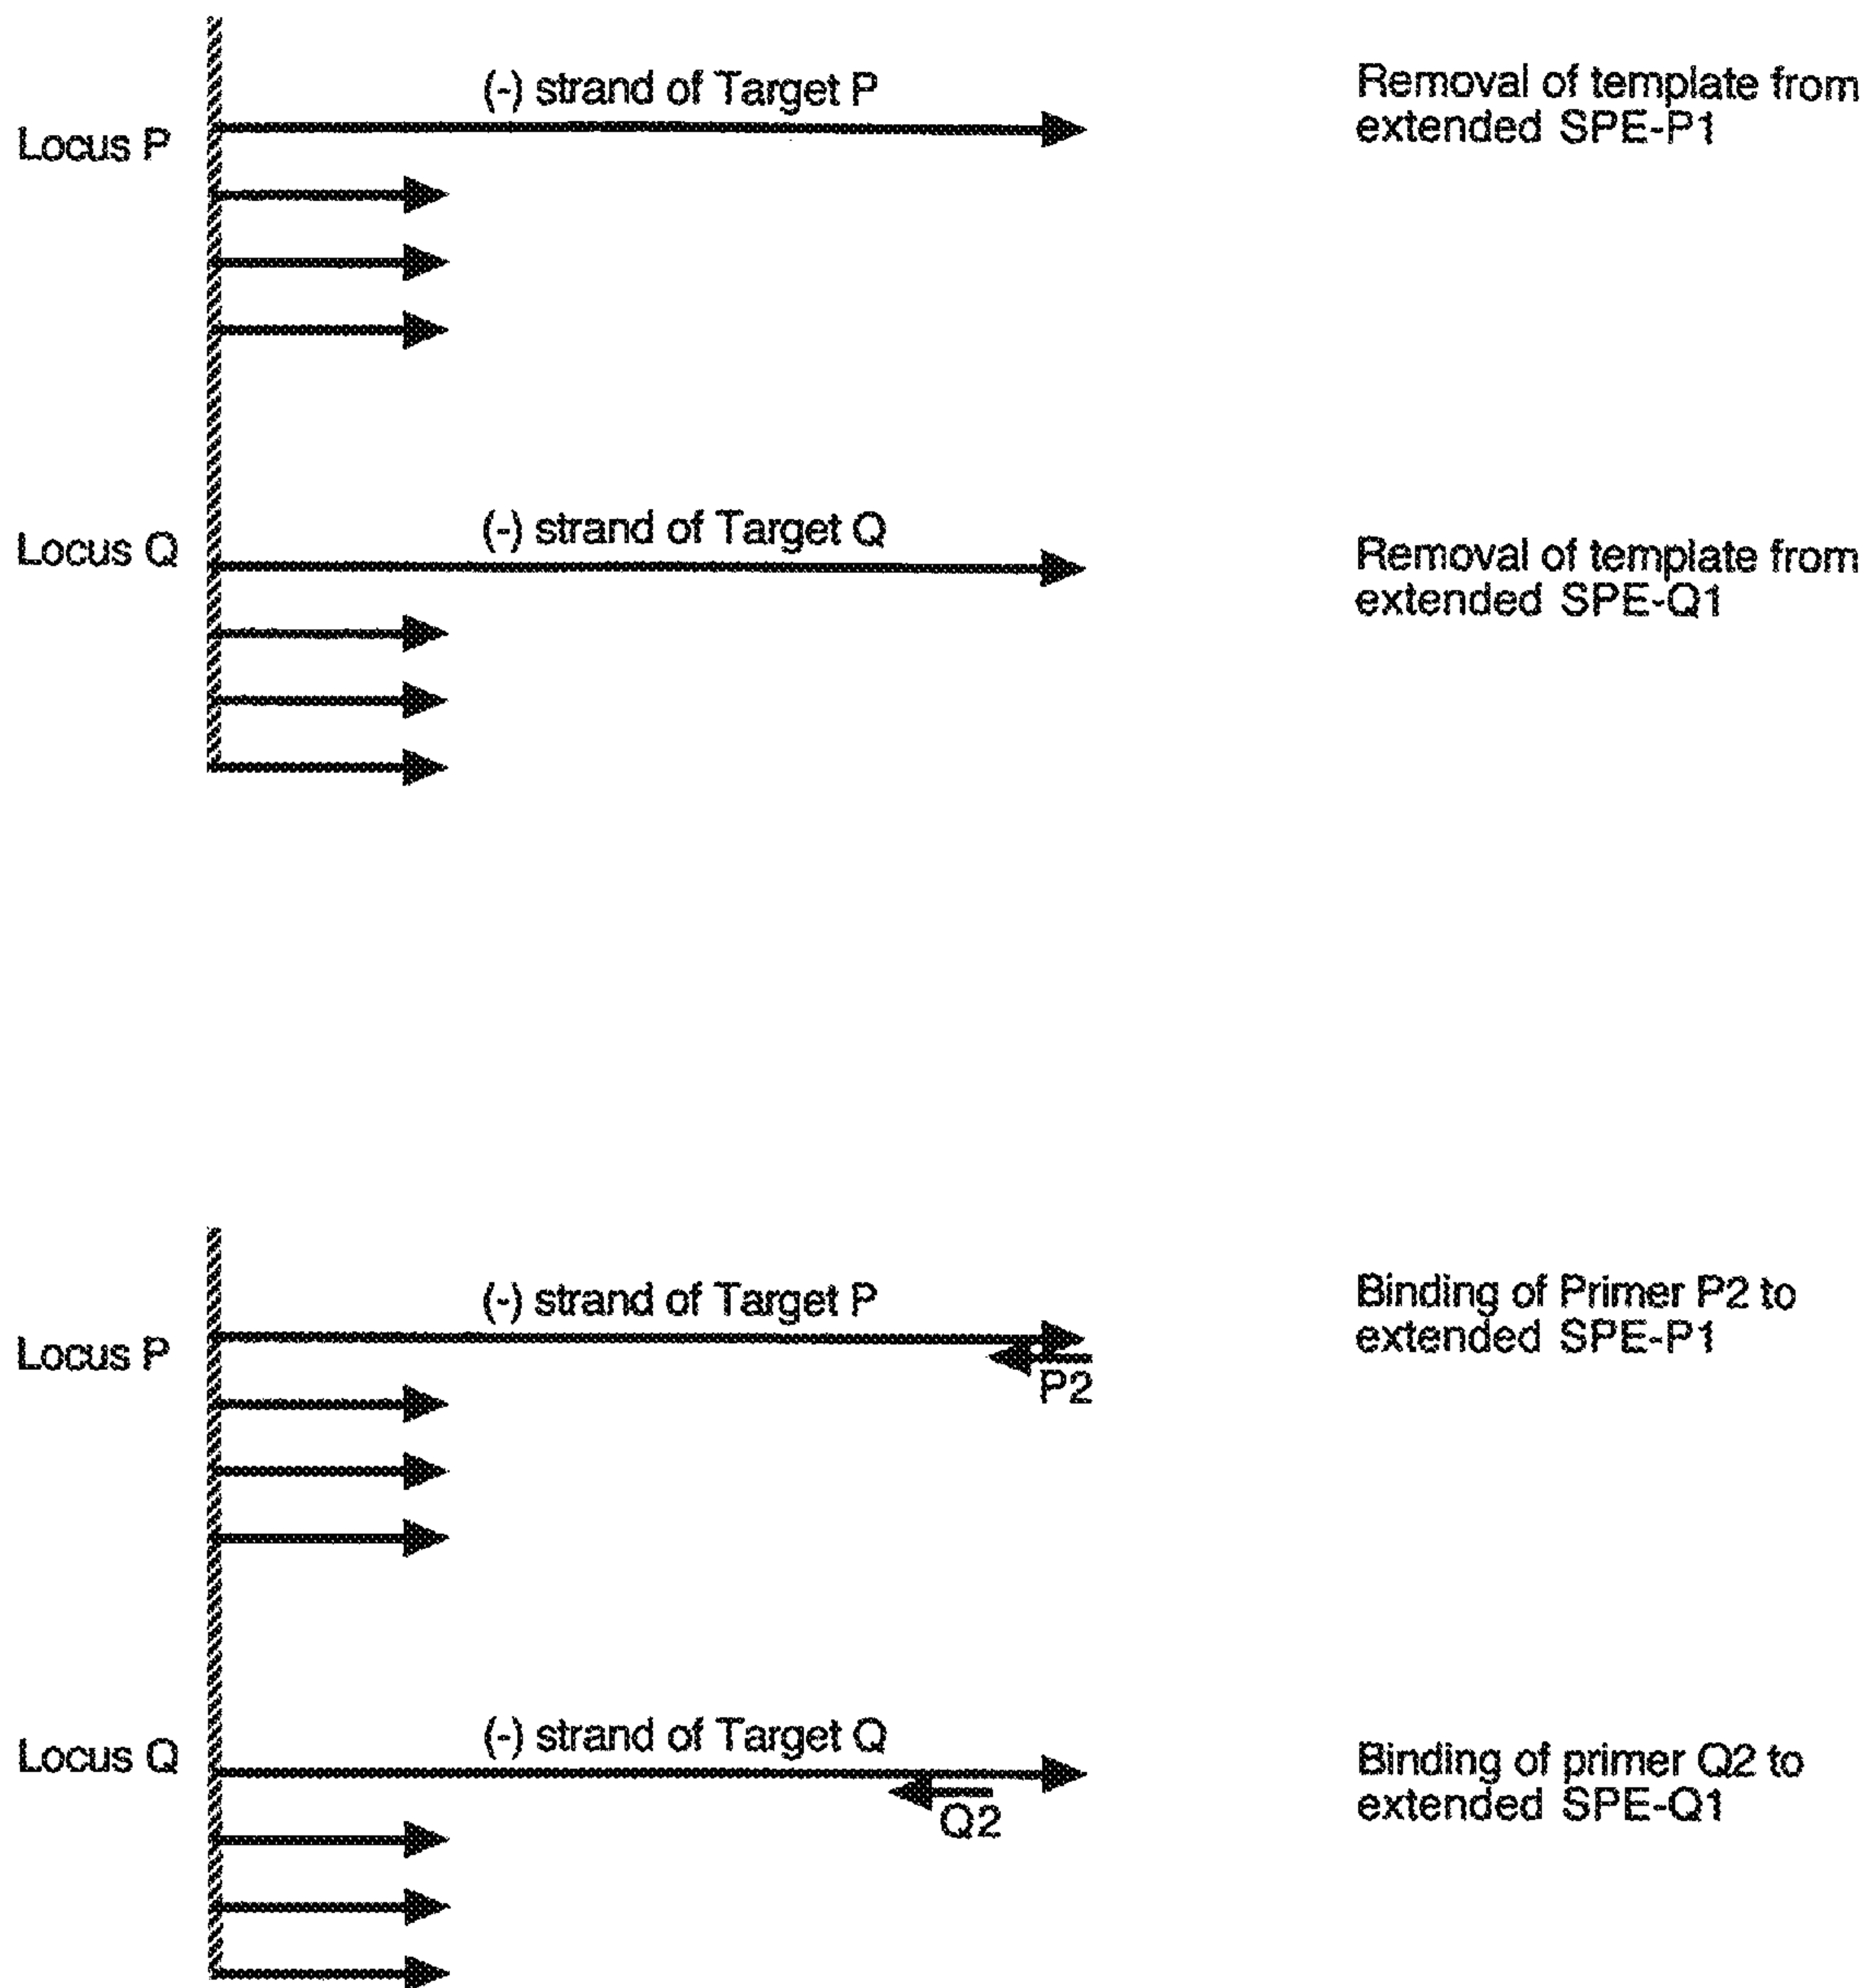 (-) strand of Target P
Removal of template from
extended SPE-P1
Locus P
(-) strand of Target Q
Locus Q
Removal of template from
extended SPE-Q1
(-) strand of Target P
Binding of Primer P2 to
extended SPE-P1
Locus P
P2
(-) strand of Target Q
Locus Q
Binding of primer Q2 to
extended SPE-Q1
Q2